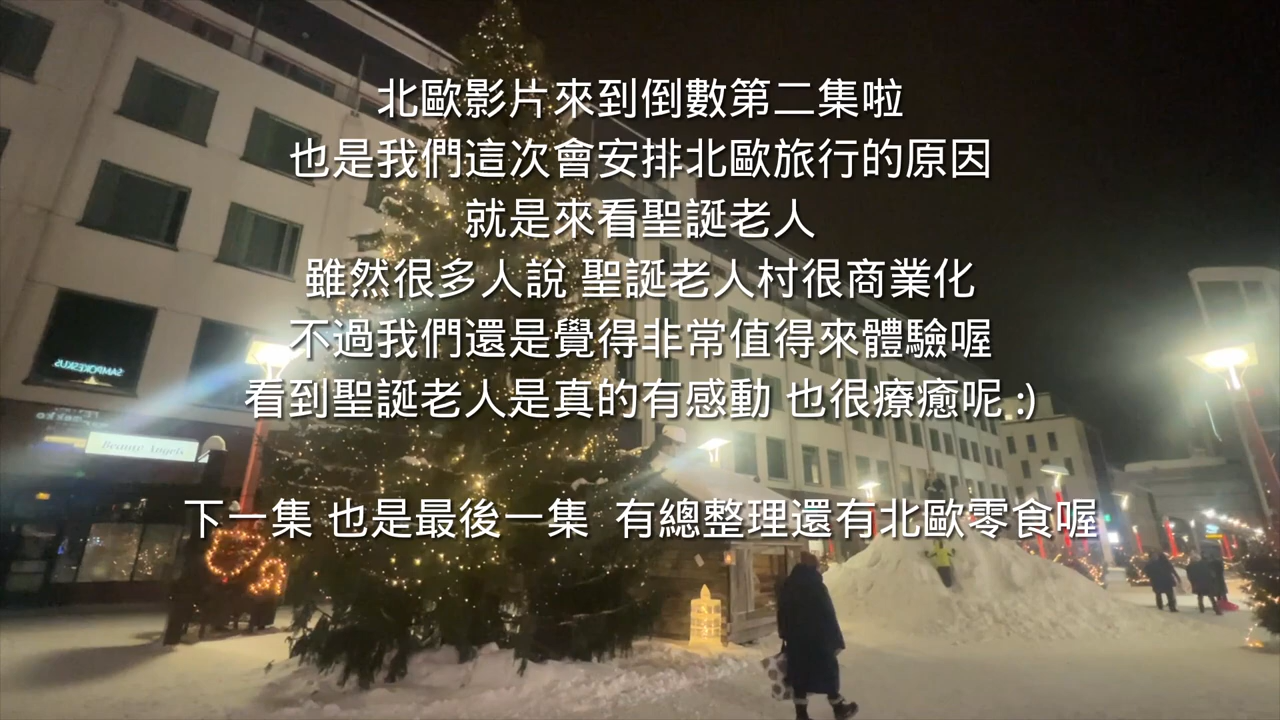 北歐影片來到倒數第二集啦
也是我們這次會安排北歐旅行的原因
就是來看聖誕老人
雖然很多人說 聖誕老人村很商業化
不過我們還是覺得非常值得來體驗喔
看到聖誕老人是真的有感動 也很療癒呢 :)
下一集 也是最後一集 有總整理還有北歐零食喔
SAMPOKESKUS
Beauty Angels